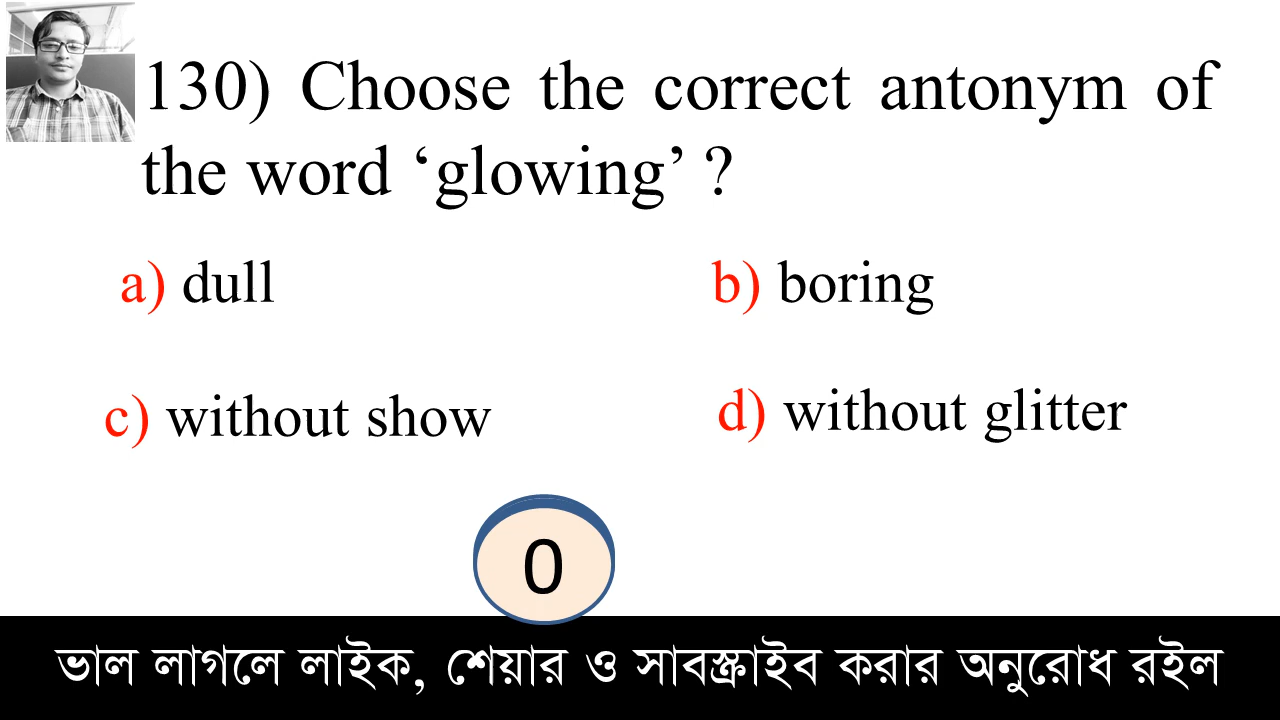 130) Choose the correct antonym of
the word ‘glowing’ ?
a) dull b) boring
c) without show d) without glitter
0
ভাল লাগলে লাইক, শেয়ার ও সাবস্ক্রাইব করার অনুরোধ রইল